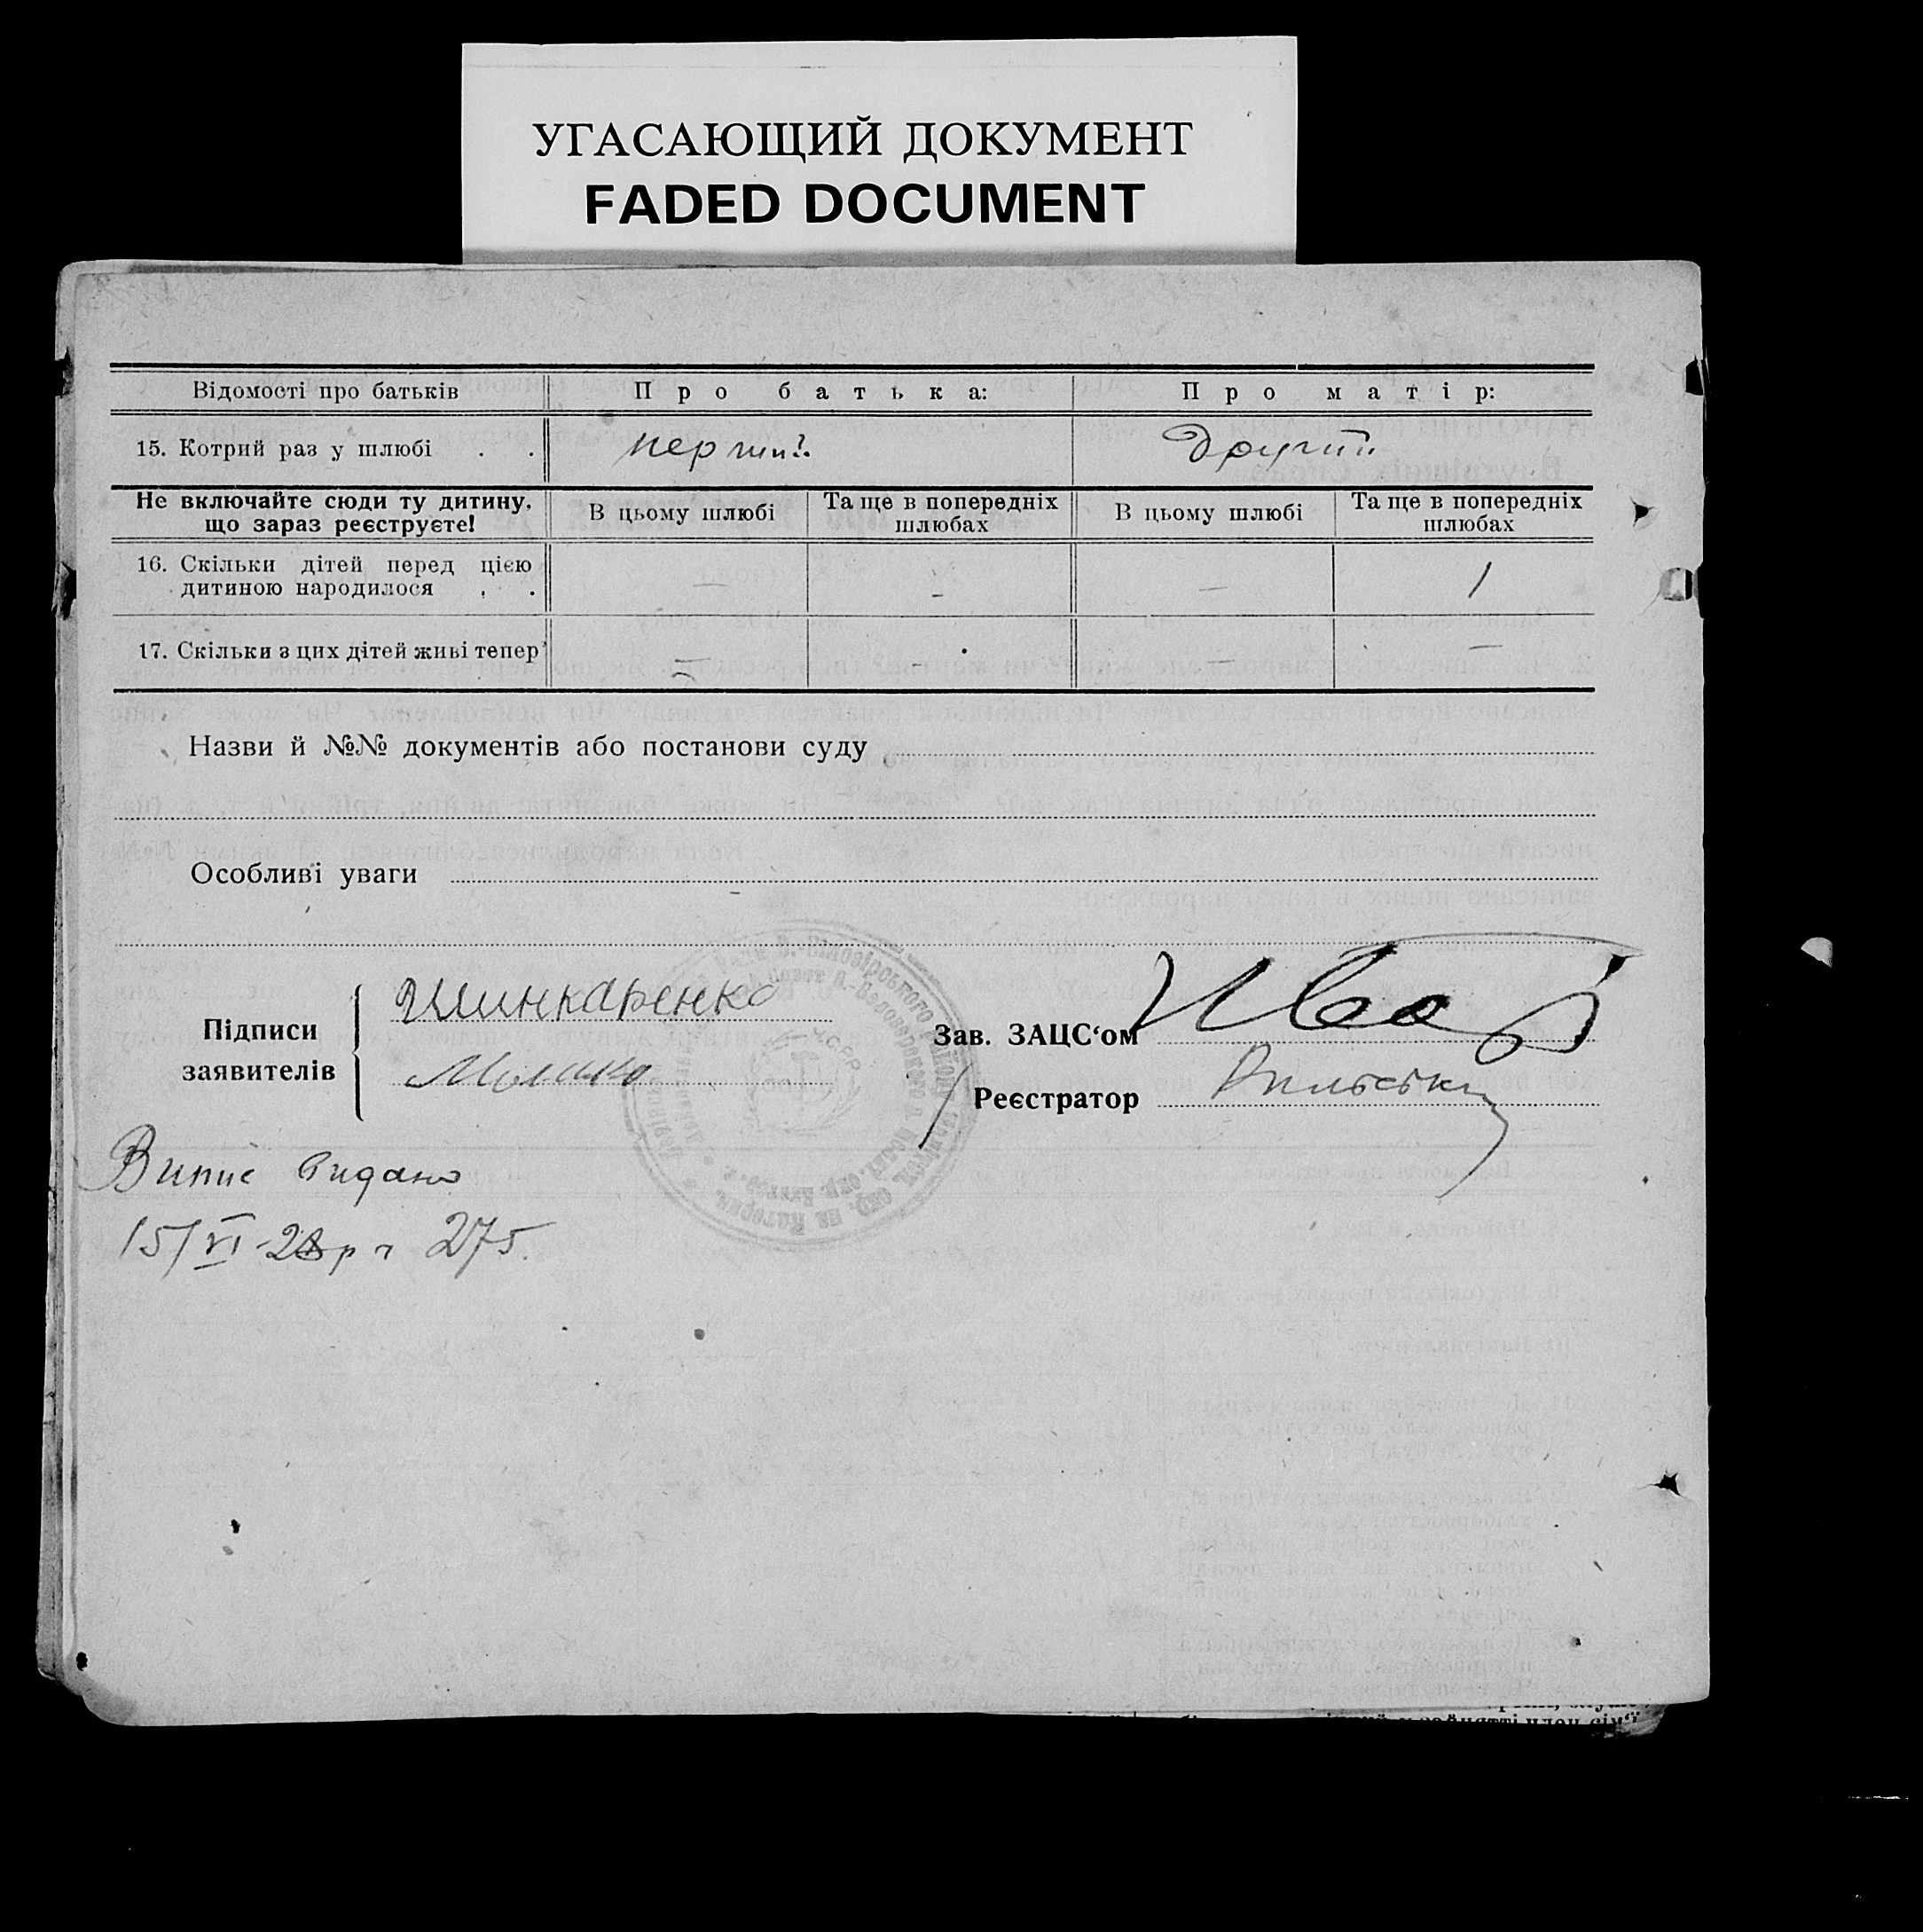 УГАСАЮЩИЙ ДОКУМЕНТ
FADED DOCUMENT
Відомості про батьків
Про батька:
Про матір:
15. Котрий раз у шлюбі . .
перший
Другий
Не включайте сюди ту дитину,
що зараз реєструєте!
В цьому шлюбі
Та ще в попередніх
шлюбах
В цьому шлюбі
Та ще в попередніх
шлюбах
16. Скільки дітей перед цією
дитиною народилося . .
—
-
—
1
17. Скільки з цих дітей живі тепер
—
-
—
—
Назви й №№ документів або постанови суду
Особливі уваги
Підписи
заявителів
Шинкаренко
Зав. ЗАЦС‘ом
Реєстратор
Випис видано
15/VI-28р ч 275.